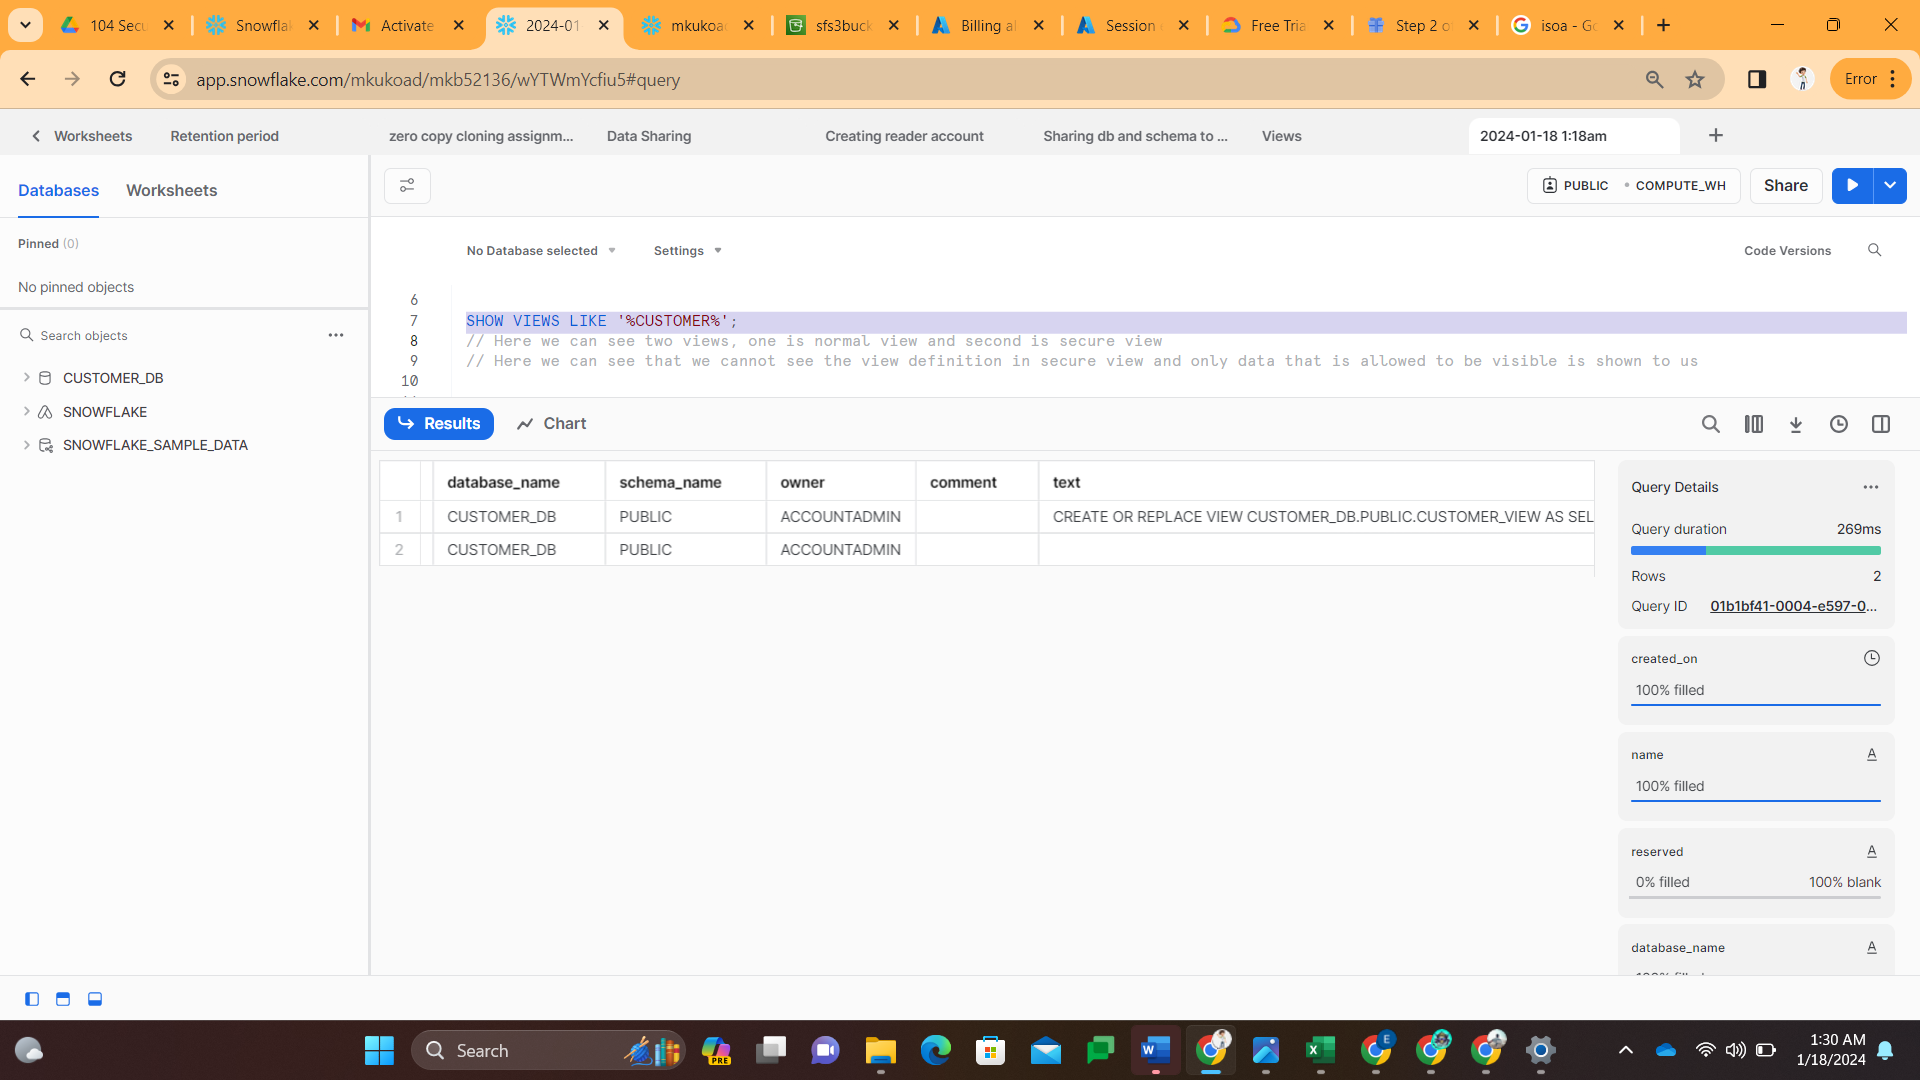 104 Secu
Snowflak
Activate
2024-01
mkukoad
sfs3buck
Billing al
Session
Free Tria
Step 2 o
isoa - Go
app.snowflake.com/mkukoad/mkb52136/wYTWmYcfiu5#query
Error
Worksheets
Retention period
zero copy cloning assignm...
Data Sharing
Creating reader account
Sharing db and schema to ...
Views
2024-01-18 1:18am
Databases
Worksheets
PUBLIC
COMPUTE_WH
Share
Pinned (0)
No pinned objects
Search objects
CUSTOMER_DB
SNOWFLAKE
SNOWFLAKE_SAMPLE_DATA
No Database selected
Settings
Code Versions
6
7 SHOW VIEWS LIKE '%CUSTOMER%';
8 // Here we can see two views, one is normal view and second is secure view
9 // Here we can see that we cannot see the view definition in secure view and only data that is allowed to be visible is shown to us
10
Results
Chart
database_name schema_name owner comment text
1 CUSTOMER_DB PUBLIC ACCOUNTADMIN CREATE OR REPLACE VIEW CUSTOMER_DB.PUBLIC.CUSTOMER_VIEW AS SEL
2 CUSTOMER_DB PUBLIC ACCOUNTADMIN
Query Details
Query duration 269ms
Rows 2
Query ID 01b1bf41-0004-e597-0...
created_on
100% filled
name
A
100% filled
reserved
A
0% filled 100% blank
database_name
A
Search
PRE
W
X
E
1:30 AM
1/18/2024